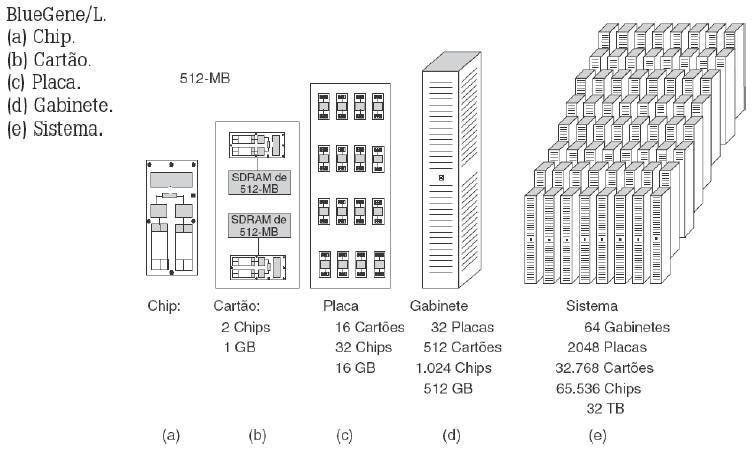 BlueGene/L.
(a) Chip.
(b) Cartão.
(c) Placa.
(d) Gabinete.
(e) Sistema.
512-MB
SDRAM de
512-MB
SDRAM de
512-MB
Chip:
Cartão:
2 Chips
1 GB
Placa
16 Cartões
32 Chips
16 GB
Gabinete
32 Placas
512 Cartões
1.024 Chips
512 GB
Sistema
64 Gabinetes
2048 Placas
32.768 Cartões
65.536 Chips
32 TB
(a)
(b)
(c)
(d)
(e)